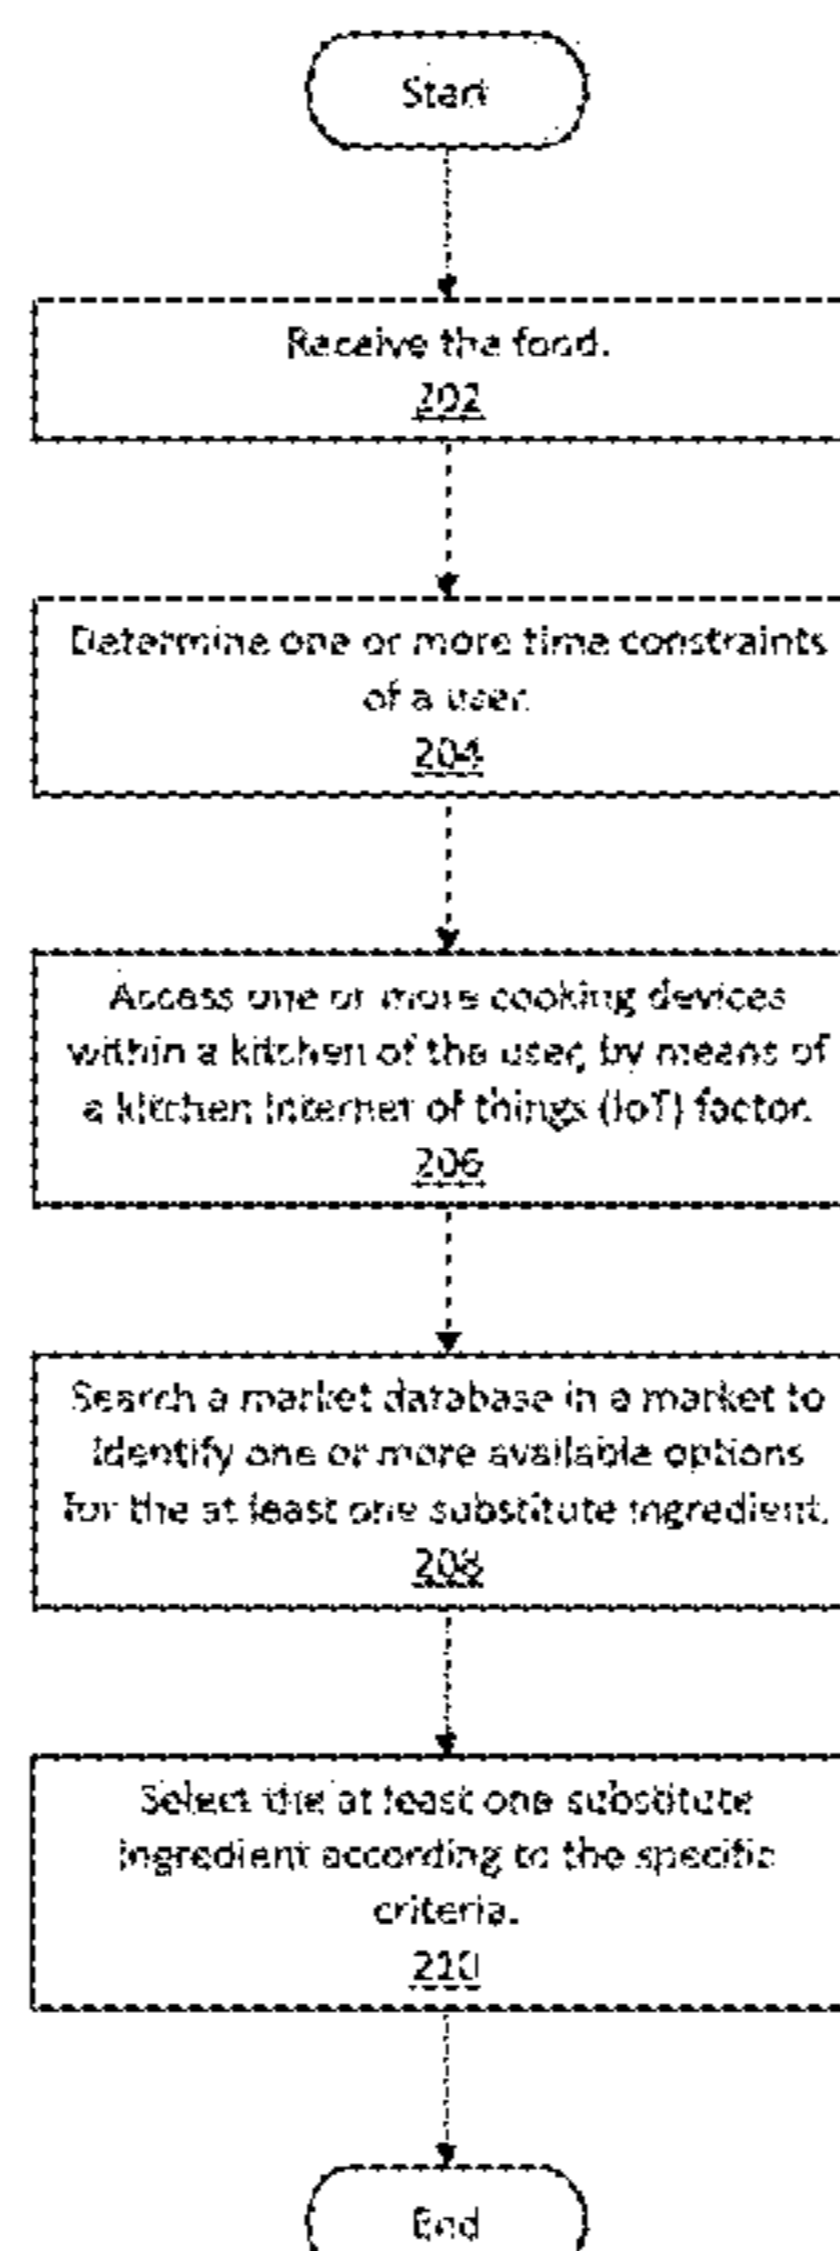 Start
Receive the food.
202
Determine one or more time constraints
of a user.
204
Access one or more cooking devices
within a kitchen of the user, by means of
a kitchen Internet of things (IoT) factor.
206
Search a market database in a market to
identify one or more available options
for the at least one substitute ingredient.
208
Select the at least one substitute
ingredient according to the specific
criteria.
210
End